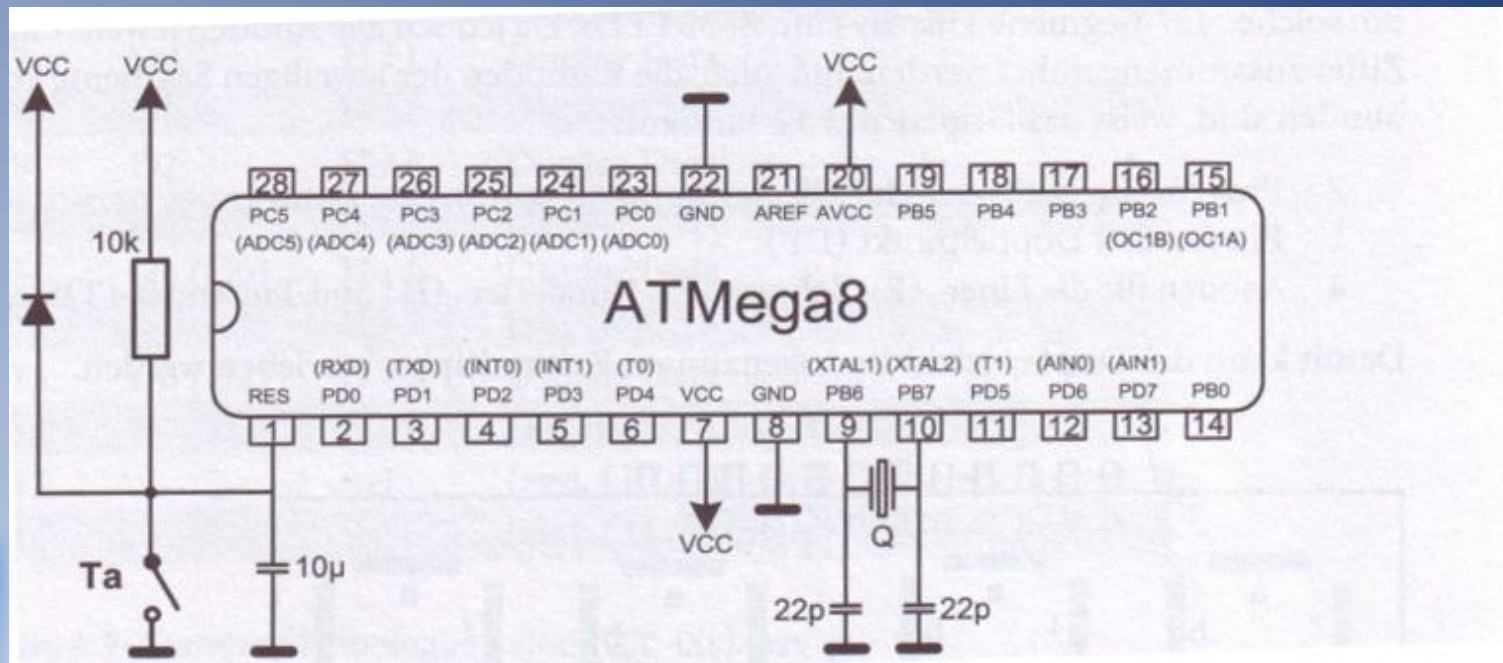 VCC VCC VCC
28 27 26 25 24 23 22 21 20 19 18 17 16 15
PC5 PC4 PC3 PC2 PC1 PC0 GND AREF AVCC PB5 PB4 PB3 PB2 PB1
(ADC5) (ADC4) (ADC3) (ADC2) (ADC1) (ADC0) (OC1B) (OC1A)
10k
ATMega8
(RXD) (TXD) (INT0) (INT1) (T0) (XTAL1) (XTAL2) (T1) (AIN0) (AIN1)
RES PD0 PD1 PD2 PD3 PD4 VCC GND PB6 PB7 PD5 PD6 PD7 PB0
1 2 3 4 5 6 7 8 9 10 11 12 13 14
VCC
Q
Ta
10µ
22p 22p